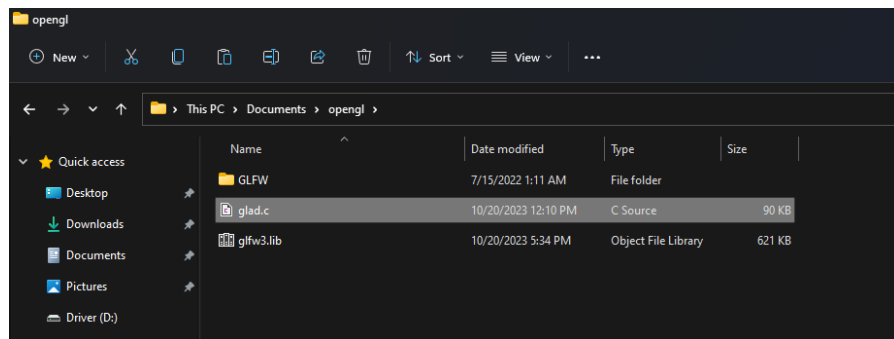 opengl
New Sort View ...
This PC > Documents > opengl >
Name Date modified Type Size
Quick access
GLFW 7/15/2022 1:11 AM File folder
Desktop
glad.c 10/20/2023 12:10 PM C Source 90 KB
Downloads
glfw3.lib 10/20/2023 5:34 PM Object File Library 621 KB
Documents
Pictures
Driver (D:)